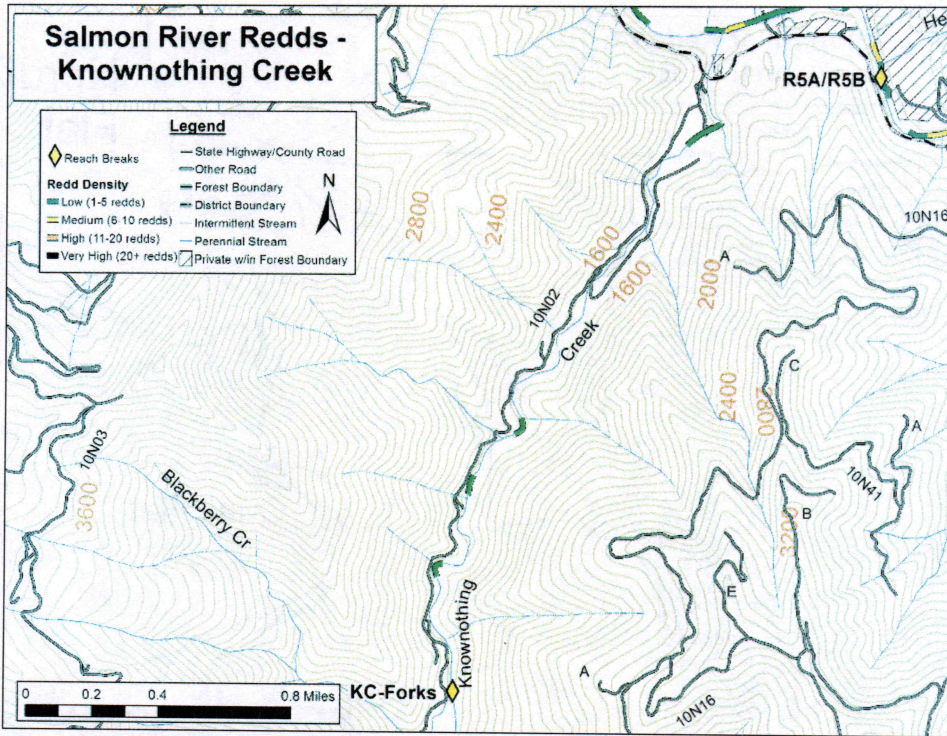 Salmon River Redds -
Knownothing Creek
Legend
Reach Breaks
Redd Density
Low (1-5 redds)
Medium (6-10 redds)
High (11-20 redds)
Very High (20+ redds)
State Highway/County Road
Other Road
Forest Boundary
District Boundary
Intermittent Stream
Perennial Stream
Private w/in Forest Boundary
N
He
R5A/R5B
10N16
A
2800
2400
1600
1600
2000
10N02
Creek
2400
2800
C
A
10N41
10N03
3600
Blackberry Cr
3200
B
E
Knownothing
A
KC-Forks
10N16
0 0.2 0.4 0.8 Miles